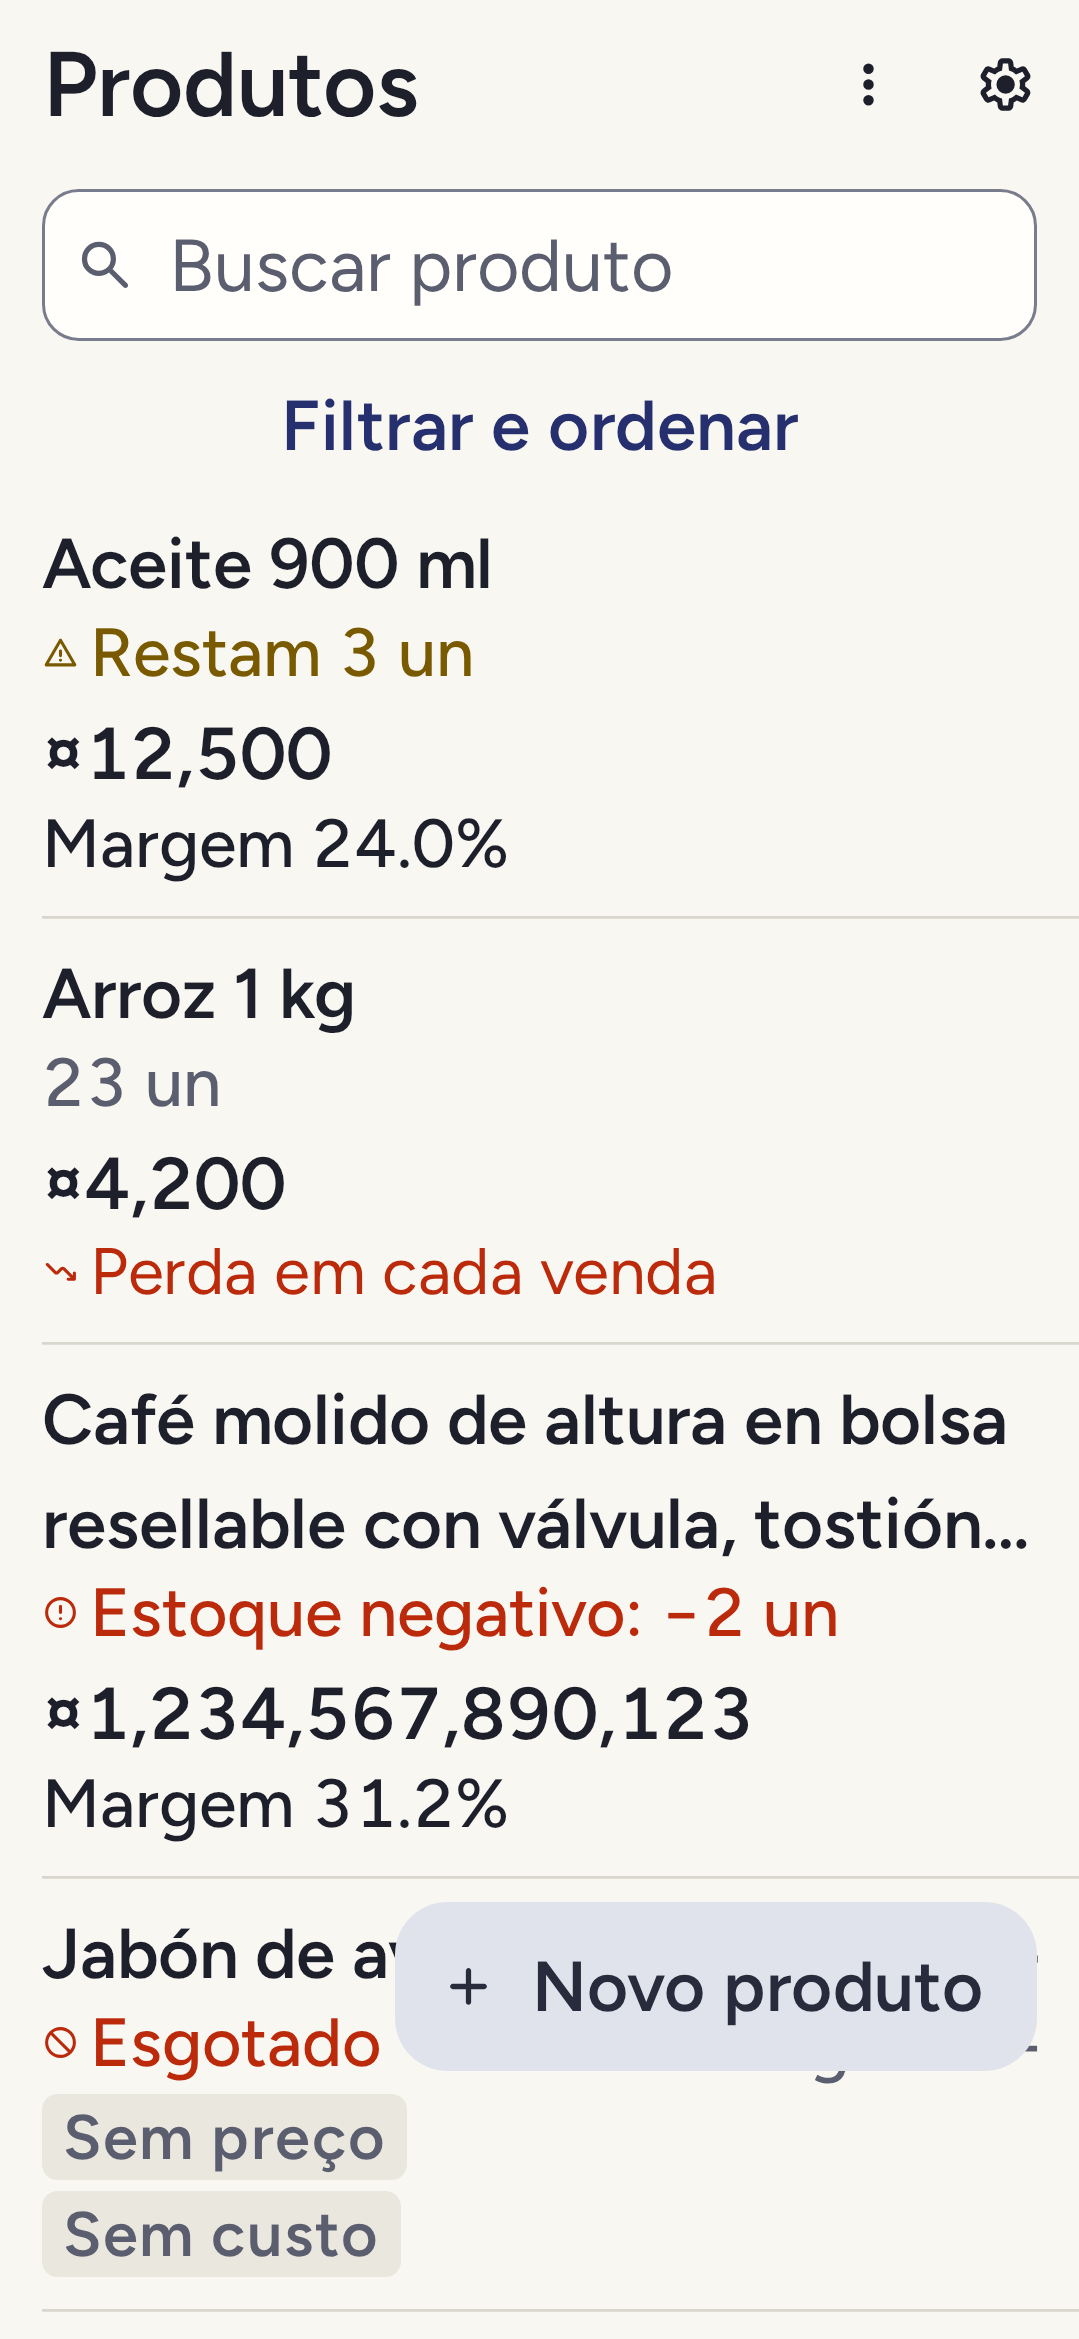 Produtos
Buscar produto
Filtrar e ordenar
Aceite 900 ml
Restam 3 un
¤12,500
Margem 24.0%
Arroz 1 kg
23 un
¤4,200
Perda em cada venda
Café molido de altura en bolsa
resellable con válvula, tostión...
Estoque negativo: −2 un
¤1,234,567,890,123
Margem 31.2%
Jabón de
Novo produto
Esgotado
Sem preço
Sem custo